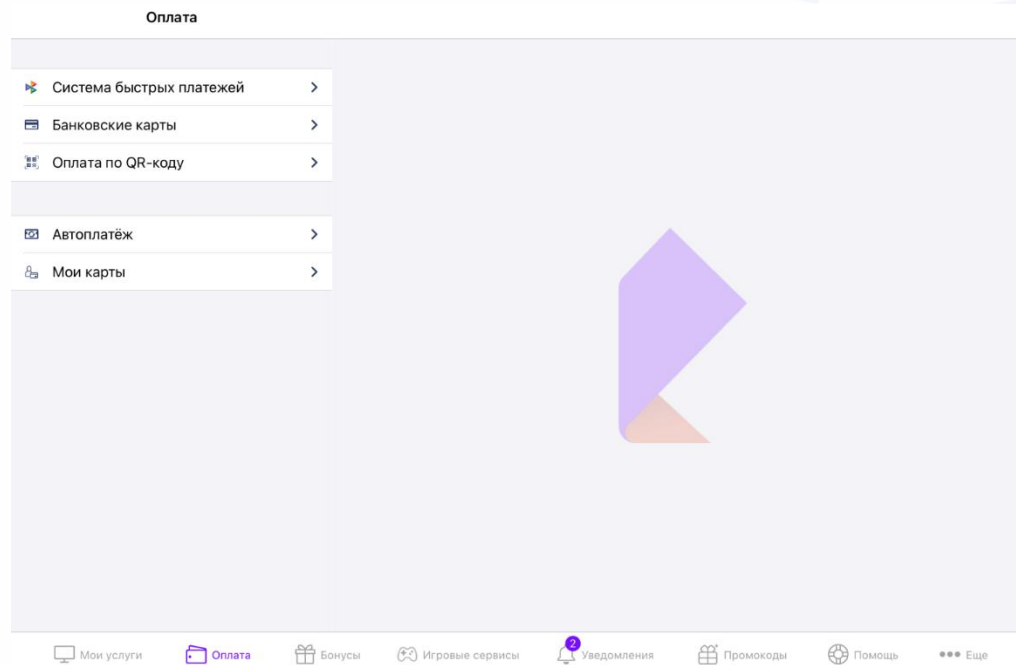 Оплата
Система быстрых платежей
Банковские карты
Оплата по QR-коду
Автоплатёж
Мои карты
2
Мои услуги Оплата Бонусы Игровые сервисы Уведомления Промокоды Помощь Еще